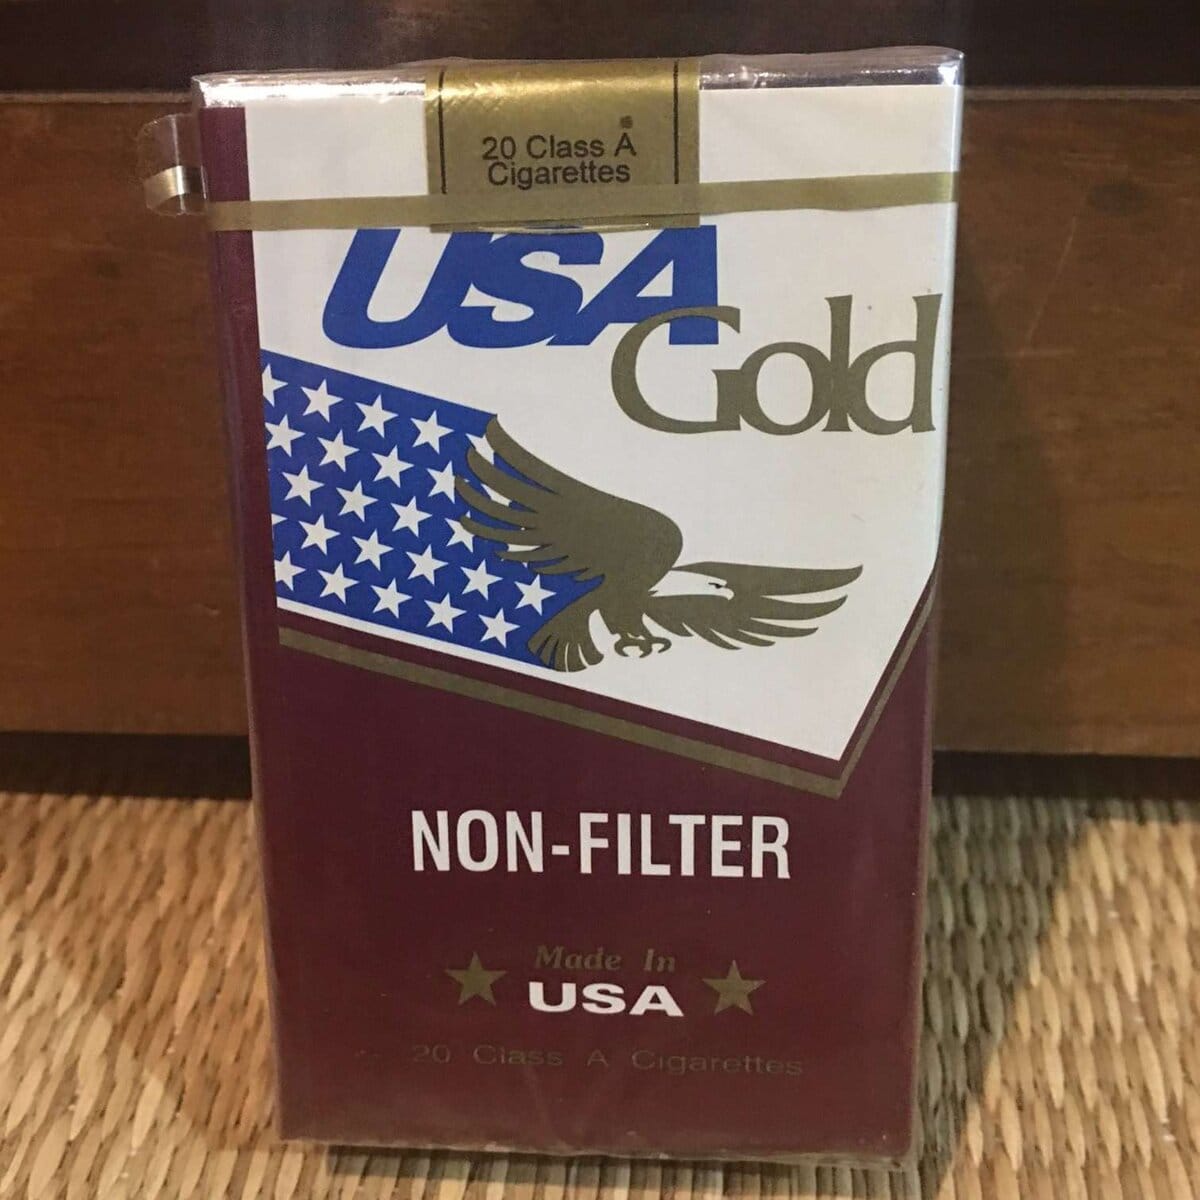 20 Class A
Cigarettes
USA
Gold
NON-FILTER
Made In
USA
20 Class A Cigarettes